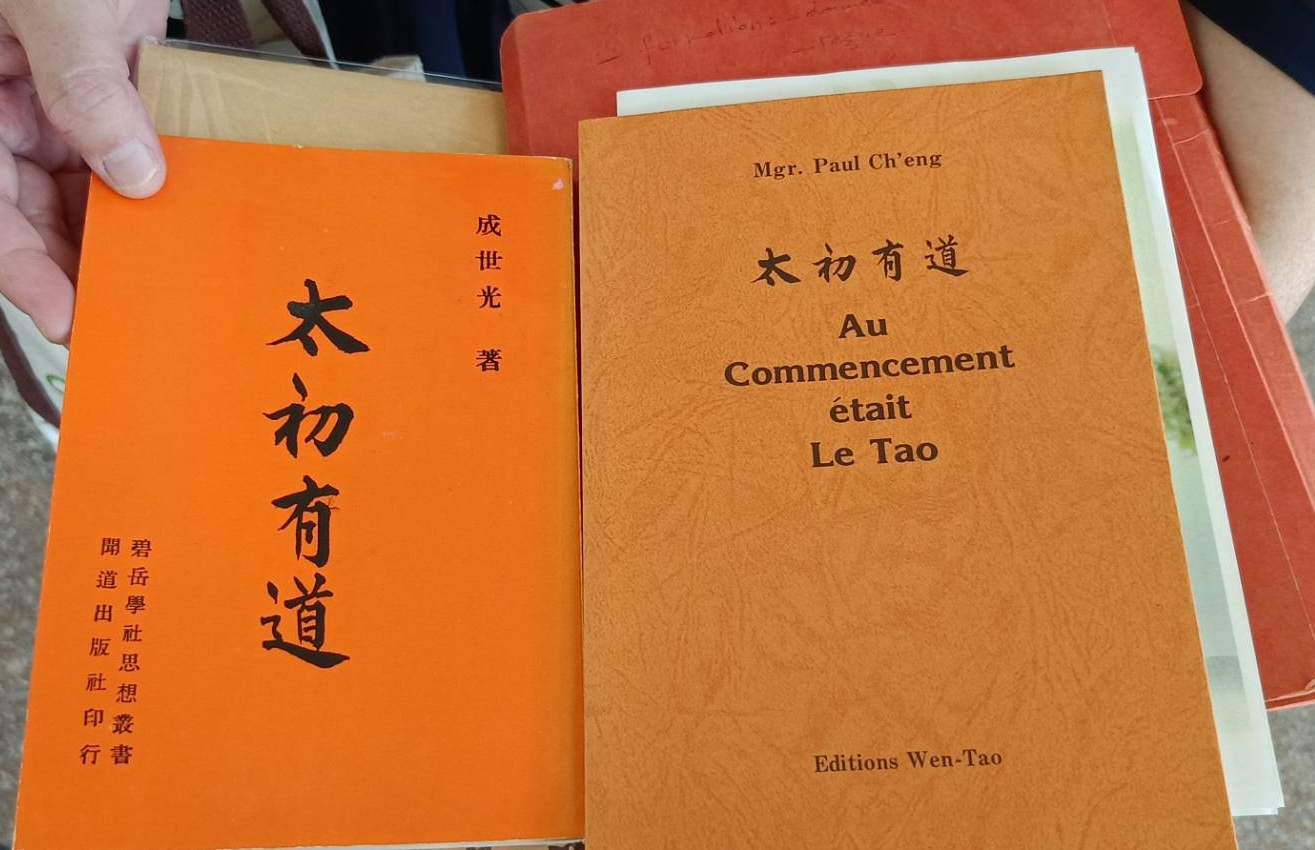 成世光 著
太初有道
碧岳學社思想叢書
聞道出版社印行
Mgr. Paul Ch'eng
太初有道
Au
Commencement
était
Le Tao
Editions Wen-Tao